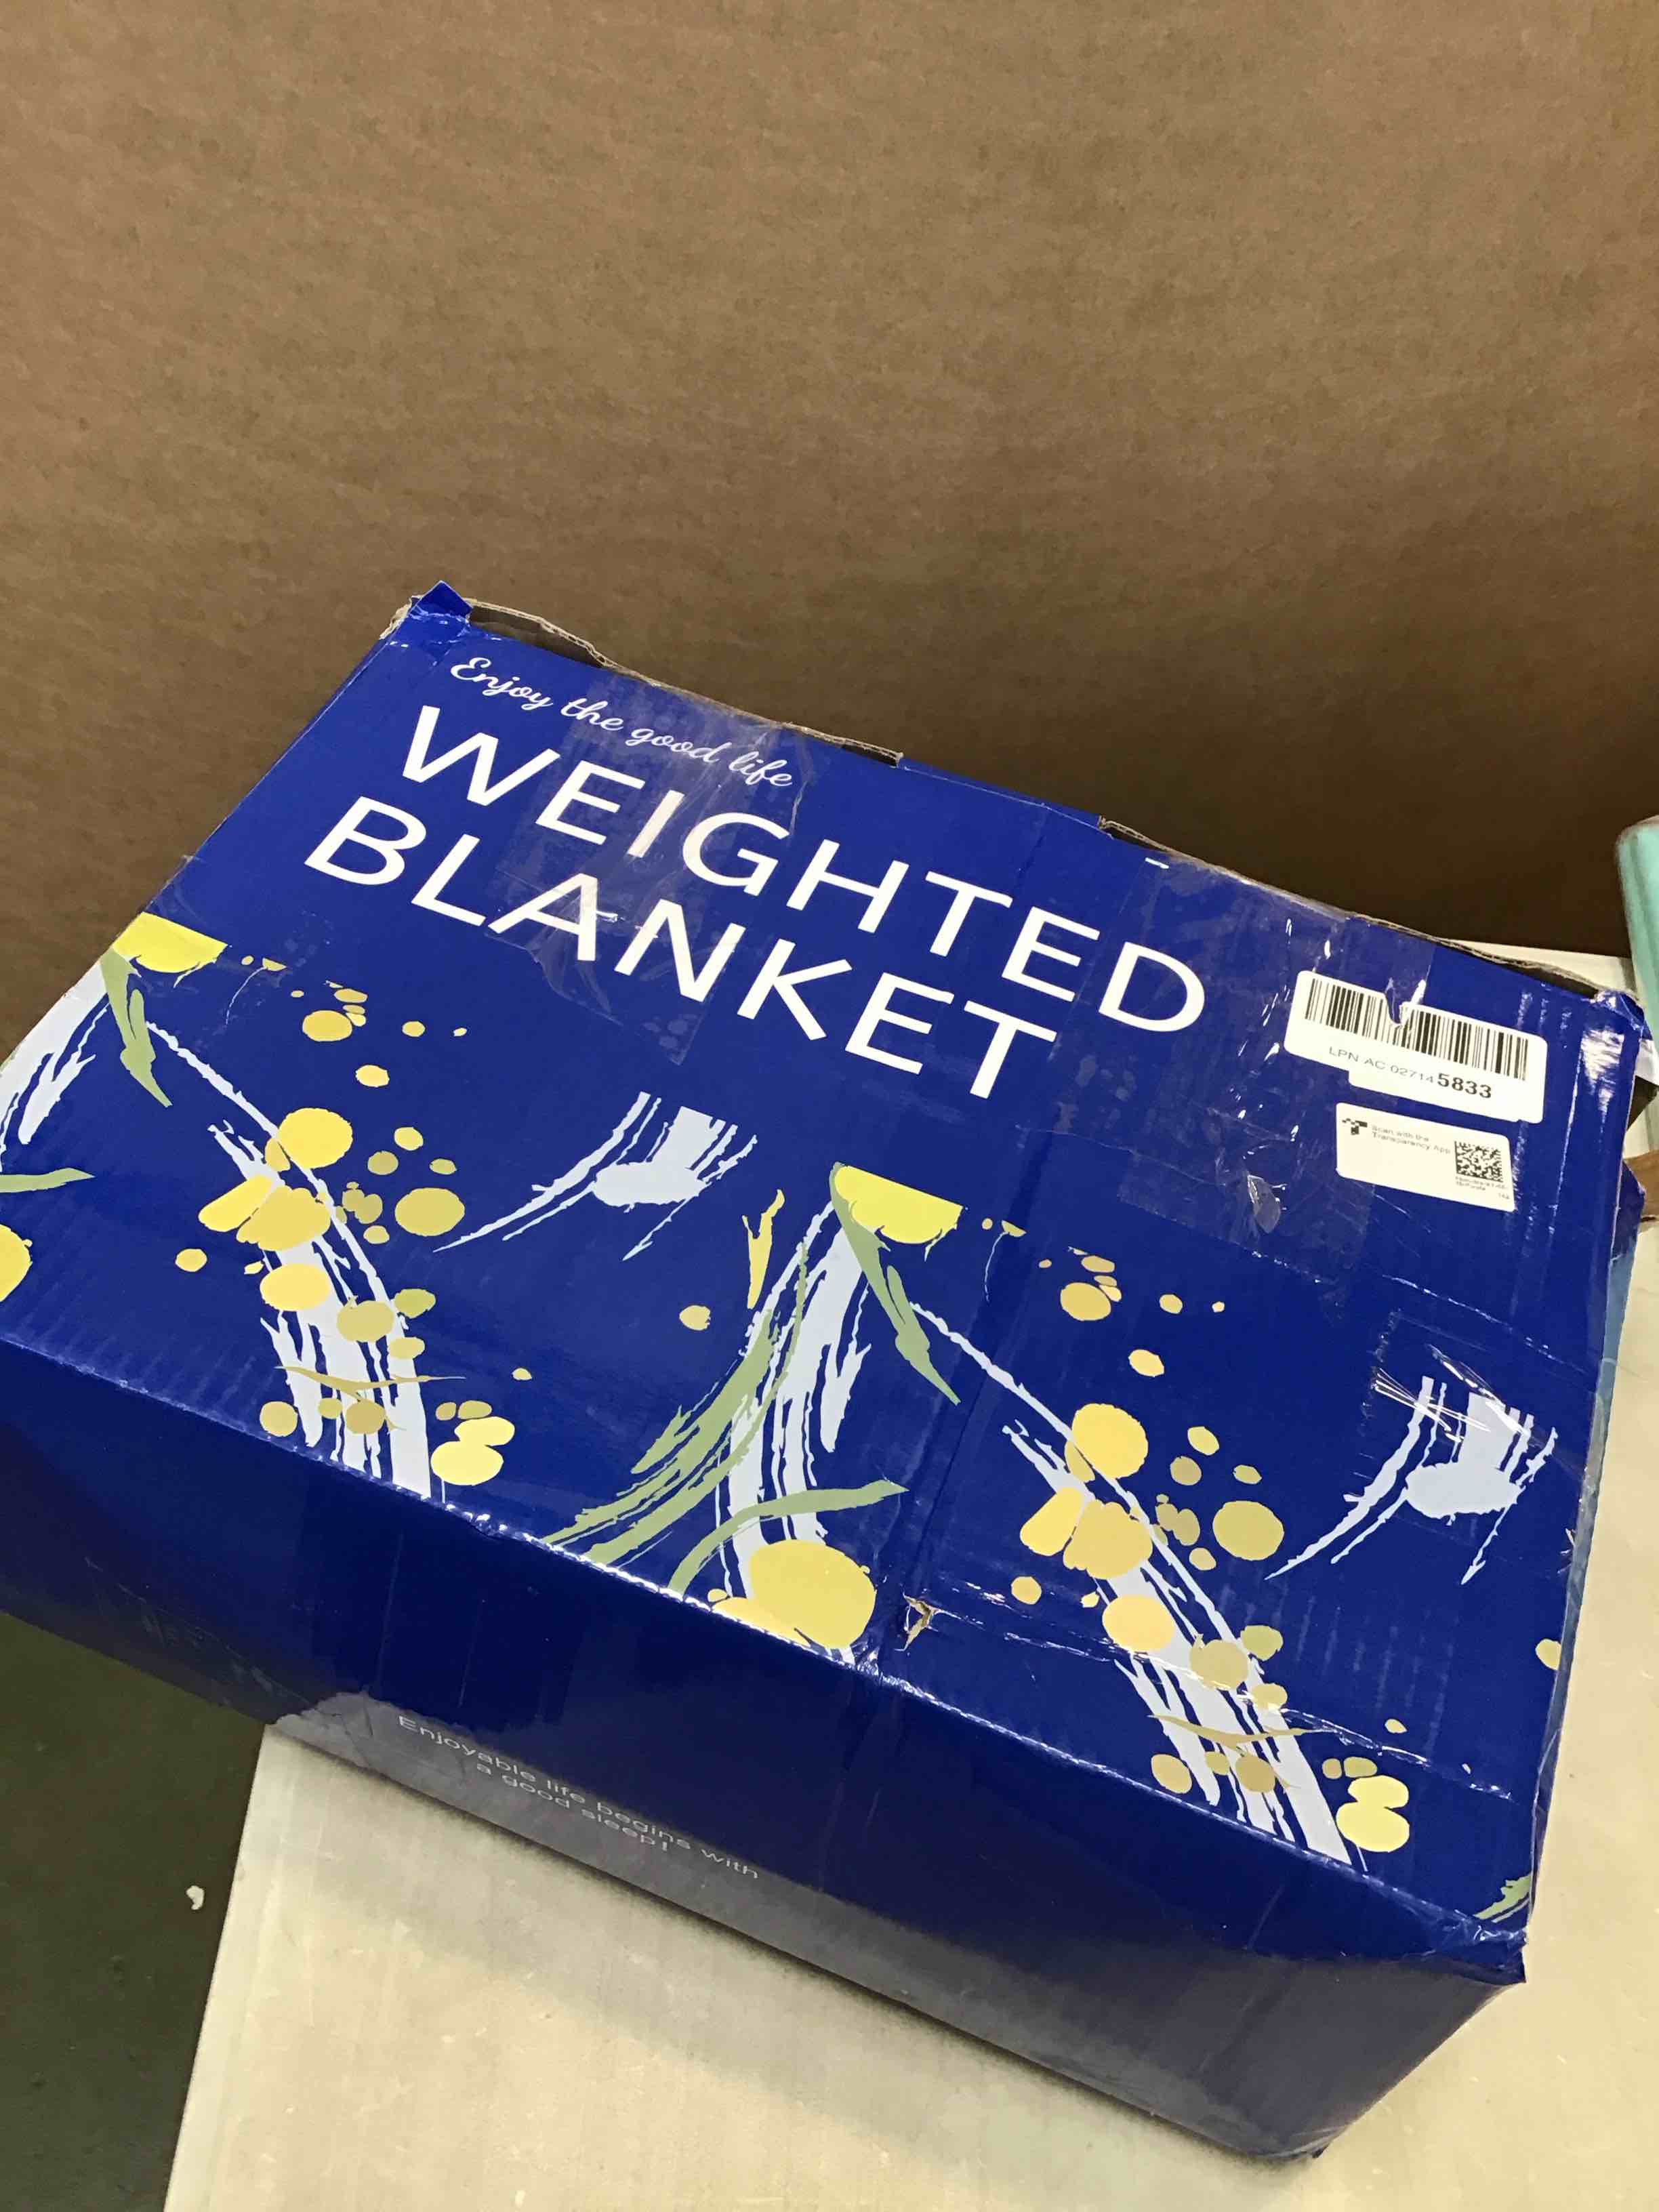 Enjoy the good life
WEIGHTED
BLANKET
LPN AC 027145833
Scan with the
Transparency App
Enjoyable life begins with
a good sleep!